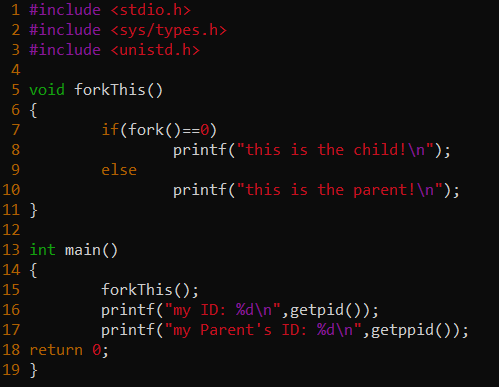 1 #include <stdio.h>
2 #include <sys/types.h>
3 #include <unistd.h>
4
5 void forkThis()
6 {
7         if(fork()==0)
8                 printf("this is the child!\n");
9         else
10                 printf("this is the parent!\n");
11 }
12
13 int main()
14 {
15         forkThis();
16         printf("my ID: %d\n",getpid());
17         printf("my Parent's ID: %d\n",getppid());
18 return 0;
19 }